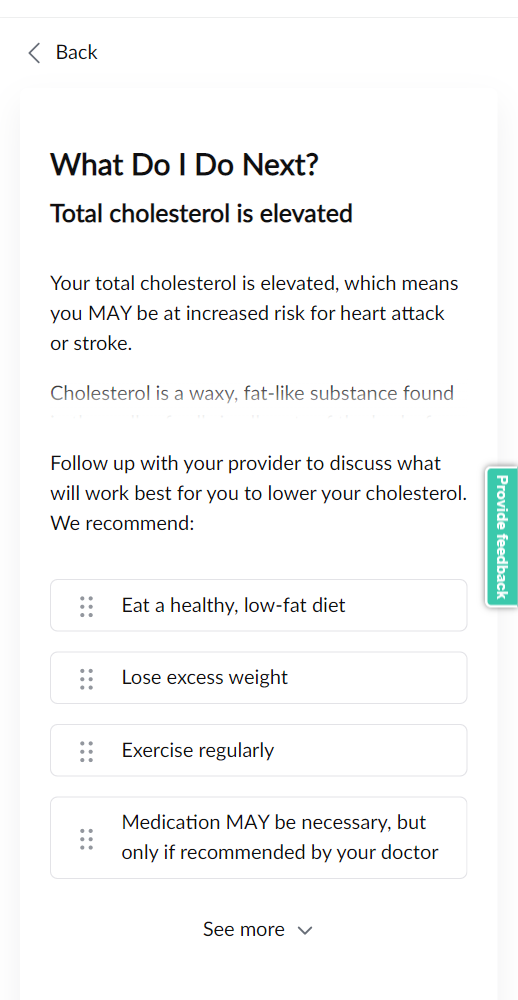 Back
What Do I Do Next?
Total cholesterol is elevated
Your total cholesterol is elevated, which means
you MAY be at increased risk for heart attack
or stroke.
Cholesterol is a waxy, fat-like substance found
Follow up with your provider to discuss what
will work best for you to lower your cholesterol.
We recommend:
Provide feedback
Eat a healthy, low-fat diet
Lose excess weight
Exercise regularly
Medication MAY be necessary, but
only if recommended by your doctor
See more